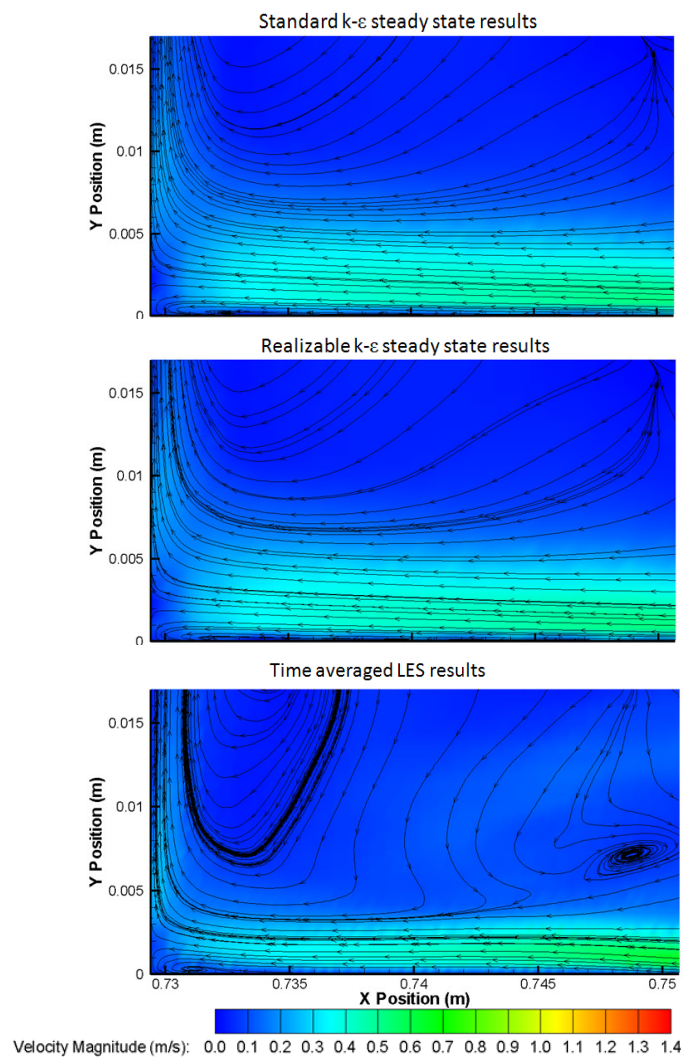 Standard k-ε steady state results
0.015
0.01
0.005
0
Y Position (m)
Realizable k-ε steady state results
0.015
0.01
0.005
0
Y Position (m)
Time averaged LES results
0.015
0.01
0.005
0
Y Position (m)
0.73 0.735 0.74 0.745 0.75
X Position (m)
Velocity Magnitude (m/s): 0.0 0.1 0.2 0.3 0.4 0.5 0.6 0.7 0.8 0.9 1.0 1.1 1.2 1.3 1.4